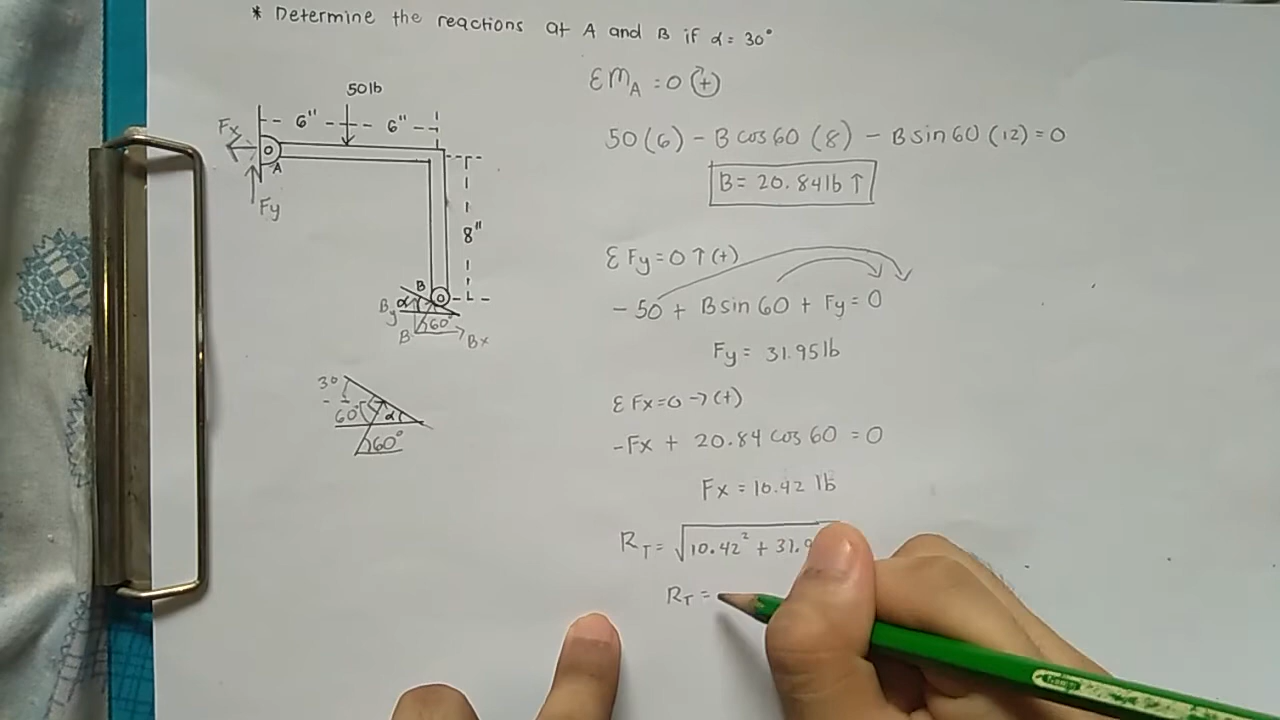 * Determine the reactions at A and B if α = 30°
50 lb
6" 6"
Fx
A
Fy
8"
B
By α
60°
B Bx
30
60° α
60°
ΣM_A = 0 (+)
50(6) - B cos 60 (8) - B sin 60 (12) = 0
B = 20.84 lb ↑
ΣFy = 0 ↑ (+)
- 50 + B sin 60 + Fy = 0
Fy = 31.95 lb
ΣFx = 0 → (+)
-Fx + 20.84 cos 60 = 0
Fx = 10.42 lb
R_T = √10.42² + 31.9
R_T =